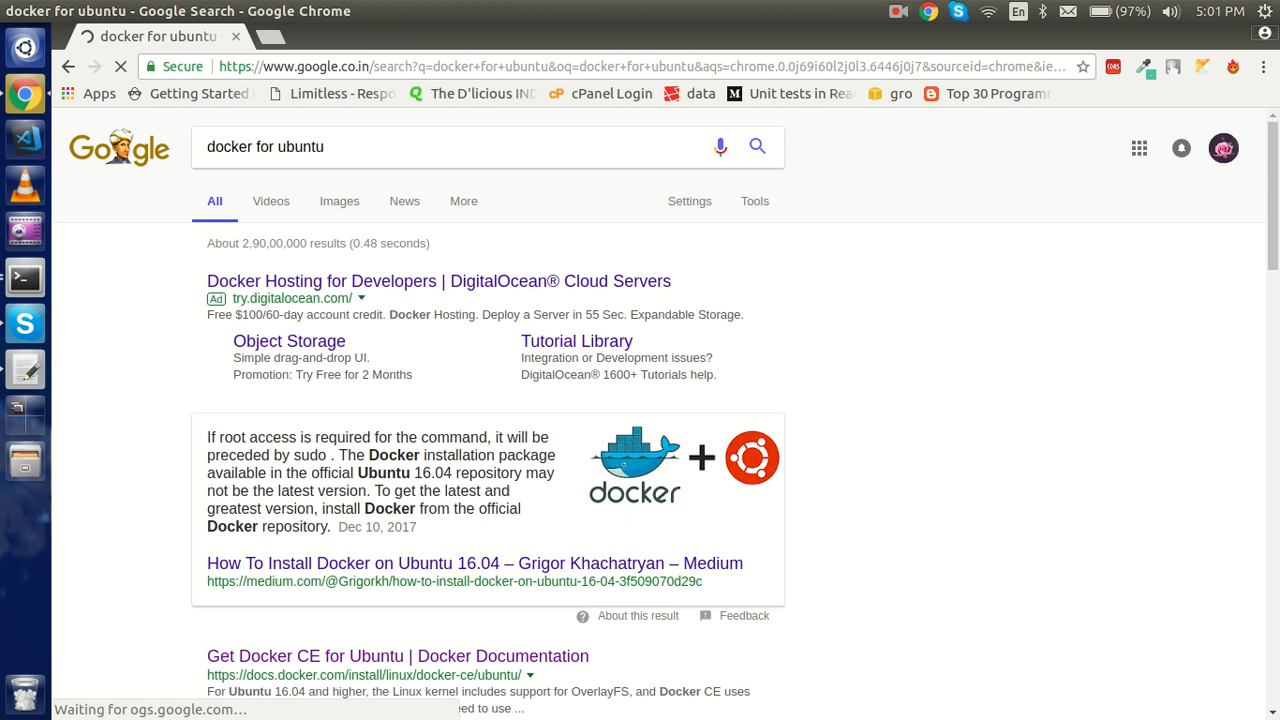 docker for ubuntu - Google Search - Google Chrome
En
(97%)
5:01 PM
docker for ubuntu -
Secure
https://www.google.co.in/search?q=docker+for+ubuntu&oq=docker+for+ubuntu&aqs=chrome.0.0j69i60l2j0l3.6446j0j7&sourceid=chrome&ie...
CORS
Apps
Getting Started
Limitless - Respo
The D'licious IND
cPanel Login
data
Unit tests in Rea
gro
Top 30 Programm
Google
docker for ubuntu
All
Videos
Images
News
More
Settings
Tools
About 2,90,00,000 results (0.48 seconds)
Docker Hosting for Developers | DigitalOcean® Cloud Servers
Ad try.digitalocean.com/
Free $100/60-day account credit. Docker Hosting. Deploy a Server in 55 Sec. Expandable Storage.
Object Storage
Simple drag-and-drop UI.
Promotion: Try Free for 2 Months
Tutorial Library
Integration or Development issues?
DigitalOcean® 1600+ Tutorials help.
If root access is required for the command, it will be
preceded by sudo . The Docker installation package
available in the official Ubuntu 16.04 repository may
not be the latest version. To get the latest and
greatest version, install Docker from the official
Docker repository. Dec 10, 2017
docker
+
How To Install Docker on Ubuntu 16.04 – Grigor Khachatryan – Medium
https://medium.com/@Grigorkh/how-to-install-docker-on-ubuntu-16-04-3f509070d29c
About this result
Feedback
Get Docker CE for Ubuntu | Docker Documentation
https://docs.docker.com/install/linux/docker-ce/ubuntu/
For Ubuntu 16.04 and higher, the Linux kernel includes support for OverlayFS, and Docker CE uses
ed to use ...
Waiting for ogs.google.com...